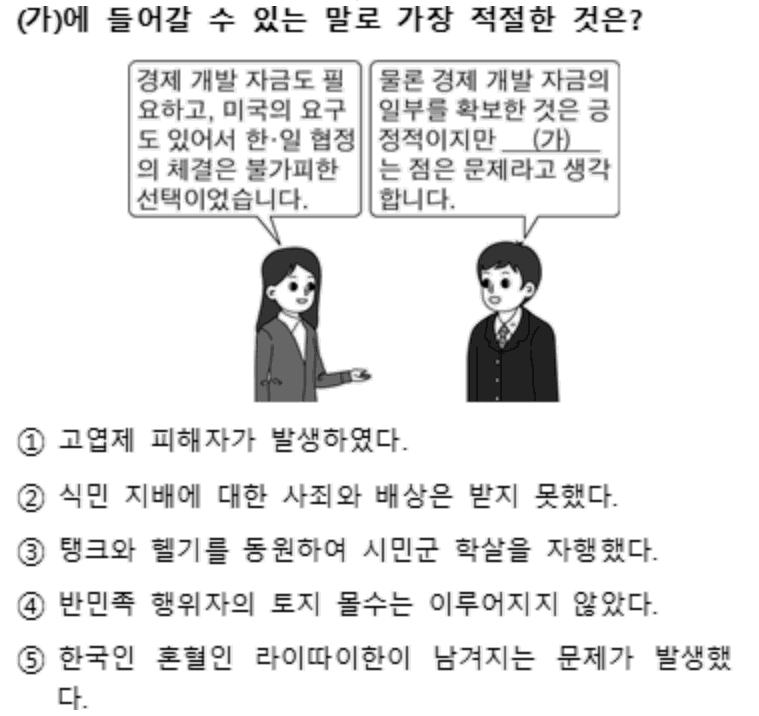 (가)에 들어갈 수 있는 말로 가장 적절한 것은?
경제 개발 자금도 필
요하고, 미국의 요구
도 있어서 한·일 협정
의 체결은 불가피한
선택이었습니다.
물론 경제 개발 자금의
일부를 확보한 것은 긍
정적이지만 (가)
는 점은 문제라고 생각
합니다.
① 고엽제 피해자가 발생하였다.
② 식민 지배에 대한 사죄와 배상은 받지 못했다.
③ 탱크와 헬기를 동원하여 시민군 학살을 자행했다.
④ 반민족 행위자의 토지 몰수는 이루어지지 않았다.
⑤ 한국인 혼혈인 라이따이한이 남겨지는 문제가 발생했
다.